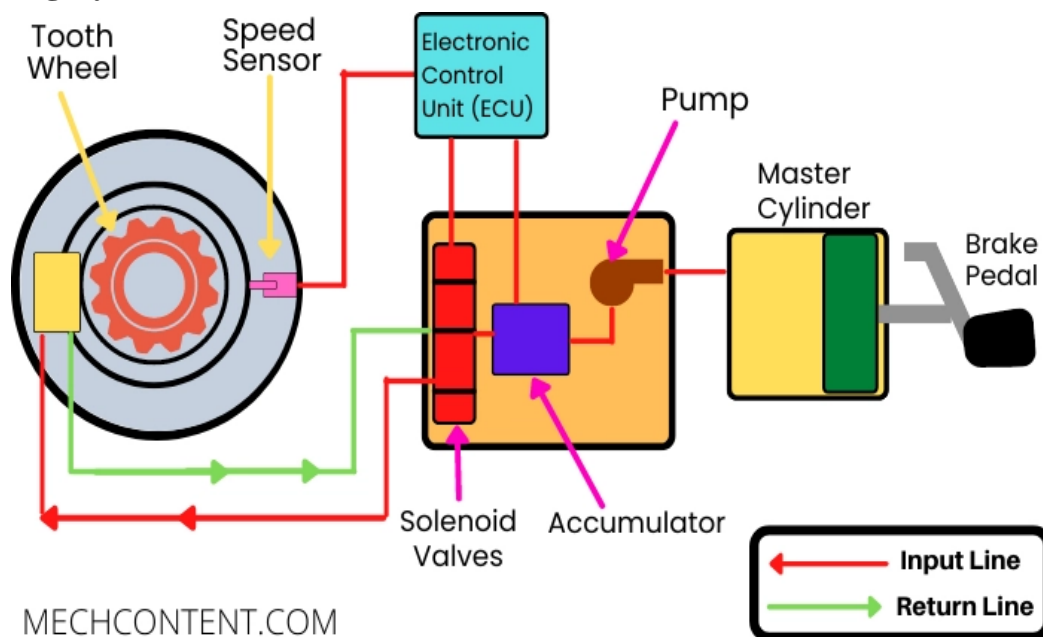 Tooth
Wheel
Speed
Sensor
Electronic
Control
Unit (ECU)
Pump
Master
Cylinder
Brake
Pedal
Solenoid
Valves
Accumulator
Input Line
Return Line
MECHCONTENT.COM